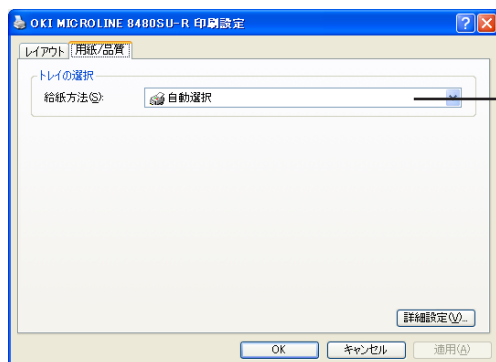 OKI MICROLINE 8480SU-R 印刷設定
レイアウト 用紙/品質
トレイの選択
給紙方法(S): 自動選択
詳細設定(V)...
OK キャンセル 適用(A)